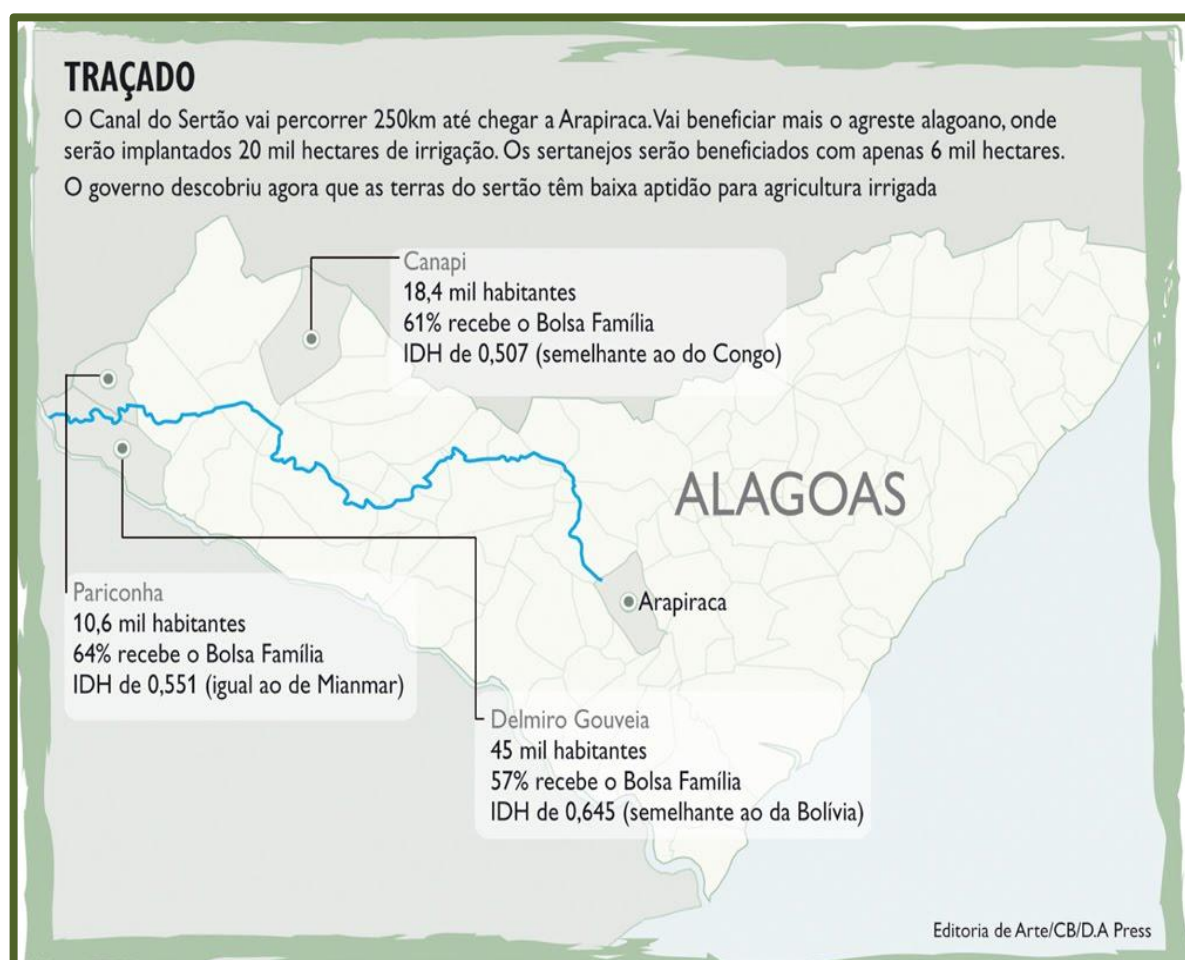 TRAÇADO
O Canal do Sertão vai percorrer 250km até chegar a Arapiraca. Vai beneficiar mais o agreste alagoano, onde
serão implantados 20 mil hectares de irrigação. Os sertanejos serão beneficiados com apenas 6 mil hectares.
O governo descobriu agora que as terras do sertão têm baixa aptidão para agricultura irrigada
Canapi
18,4 mil habitantes
61% recebe o Bolsa Família
IDH de 0,507 (semelhante ao do Congo)
ALAGOAS
Pariconha
10,6 mil habitantes
64% recebe o Bolsa Família
IDH de 0,551 (igual ao de Mianmar)
Arapiraca
Delmiro Gouveia
45 mil habitantes
57% recebe o Bolsa Família
IDH de 0,645 (semelhante ao da Bolívia)
Editoria de Arte/CB/D.A Press